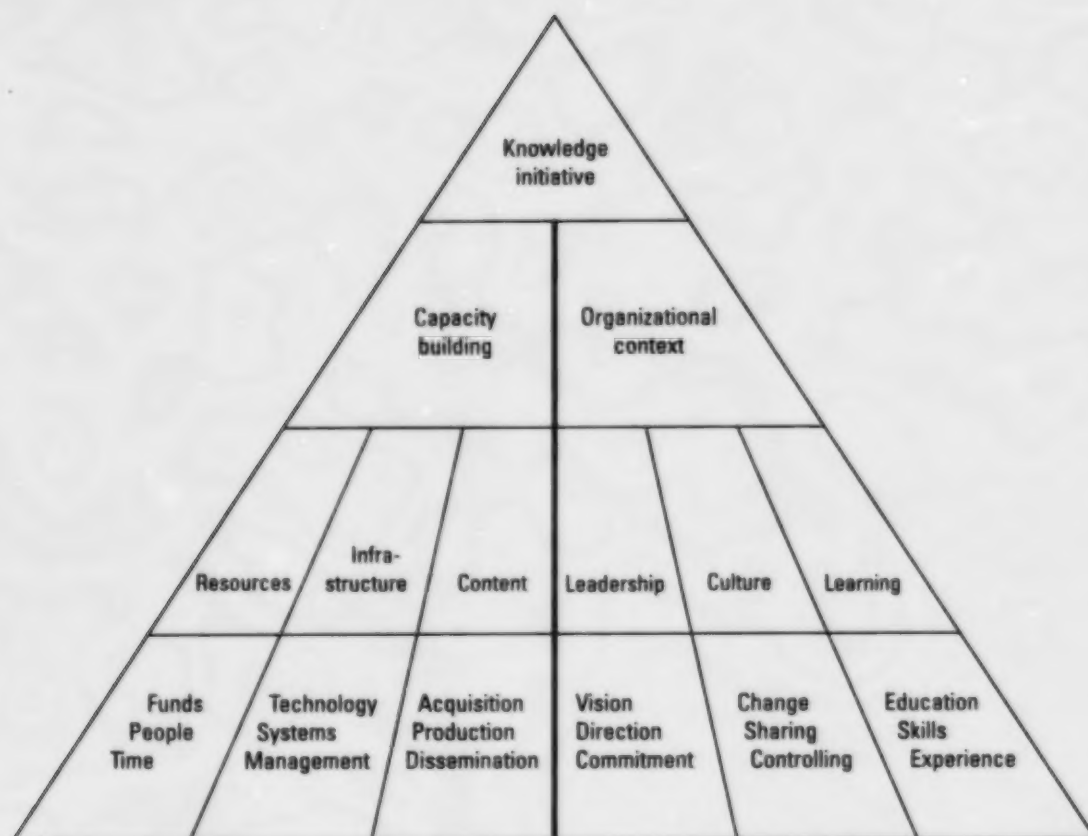 Knowledge
initiative
Capacity
building
Organizational
context
Resources
Infra-
structure
Content
Leadership
Culture
Learning
Funds
People
Time
Technology
Systems
Management
Acquisition
Production
Dissemination
Vision
Direction
Commitment
Change
Sharing
Controlling
Education
Skills
Experience